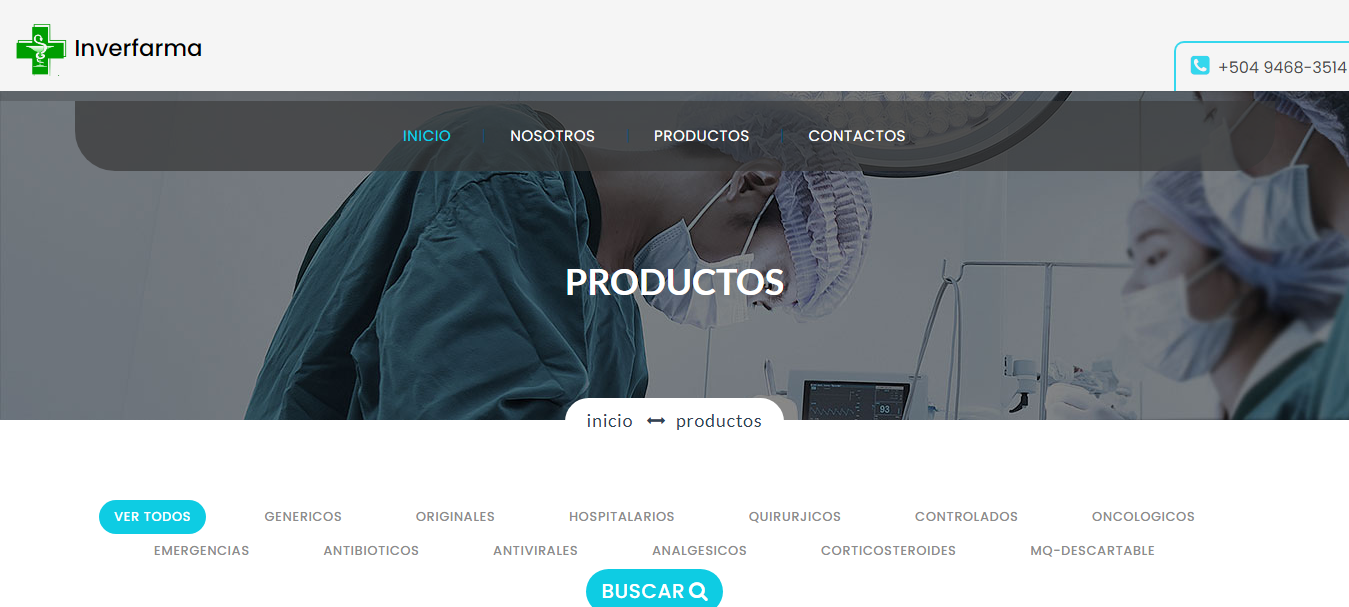 Inverfarma
+504 9468-3514
INICIO NOSOTROS PRODUCTOS CONTACTOS
PRODUCTOS
93
inicio productos
VER TODOS GENERICOS ORIGINALES HOSPITALARIOS QUIRURJICOS CONTROLADOS ONCOLOGICOS
EMERGENCIAS ANTIBIOTICOS ANTIVIRALES ANALGESICOS CORTICOSTEROIDES MQ-DESCARTABLE
BUSCAR